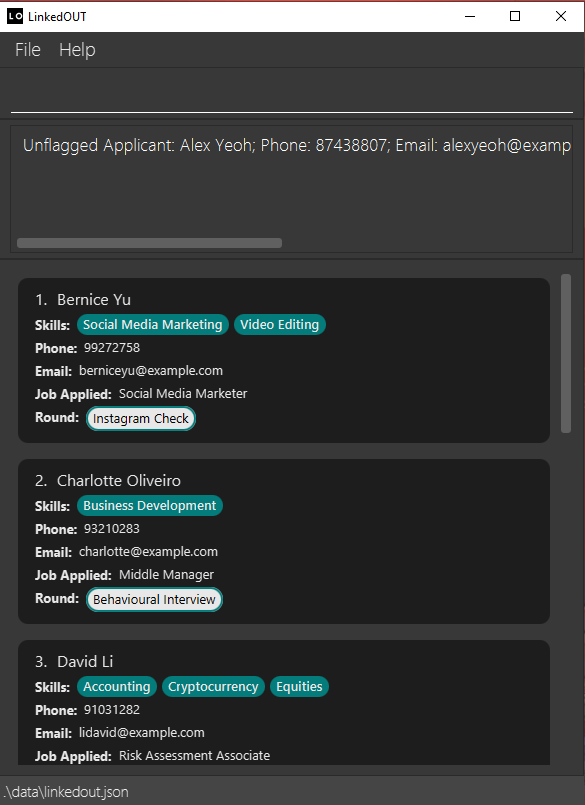 LO LinkedOUT
File Help
Unflagged Applicant: Alex Yeoh; Phone: 87438807; Email: alexyeoh@examp
1. Bernice Yu
Skills: Social Media Marketing Video Editing
Phone: 99272758
Email: berniceyu@example.com
Job Applied: Social Media Marketer
Round: Instagram Check
2. Charlotte Oliveiro
Skills: Business Development
Phone: 93210283
Email: charlotte@example.com
Job Applied: Middle Manager
Round: Behavioural Interview
3. David Li
Skills: Accounting Cryptocurrency Equities
Phone: 91031282
Email: lidavid@example.com
Job Applied: Risk Assessment Associate
.\data\linkedout.json